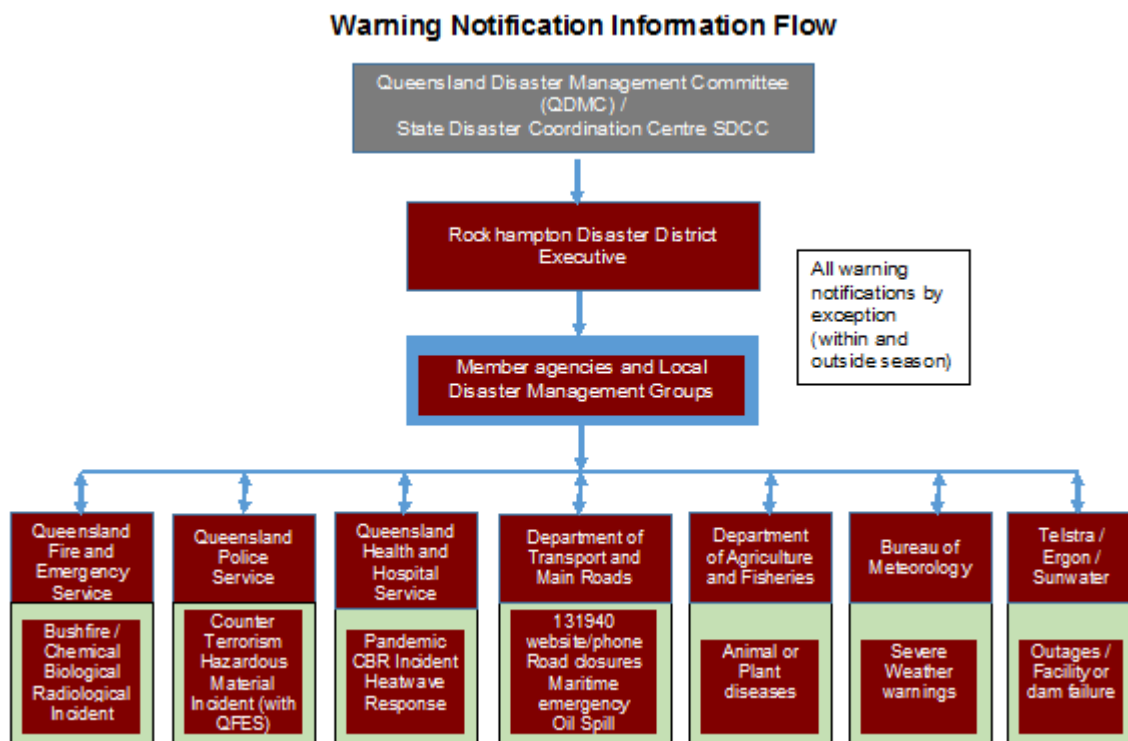 Warning Notification Information Flow
Queensland Disaster Management Committee
(QDMC) /
State Disaster Coordination Centre SDCC
Rockhampton Disaster District
Executive
All warning
notifications by
exception
(within and
outside season)
Member agencies and Local
Disaster Management Groups
Queensland
Fire and
Emergency
Service
Bushfire /
Chemical
Biological
Radiological
Incident
Queensland
Police
Service
Counter
Terrorism
Hazardous
Material
Incident (with
QFES)
Queensland
Health and
Hospital
Service
Pandemic
CBR Incident
Heatwave
Response
Department of
Transport and
Main Roads
131940
website/phone
Road closures
Maritime
emergency
Oil Spill
Department
of Agriculture
and Fisheries
Animal or
Plant
diseases
Bureau of
Meteorology
Severe
Weather
warnings
Telstra /
Ergon /
Sunwater
Outages /
Facility or
dam failure